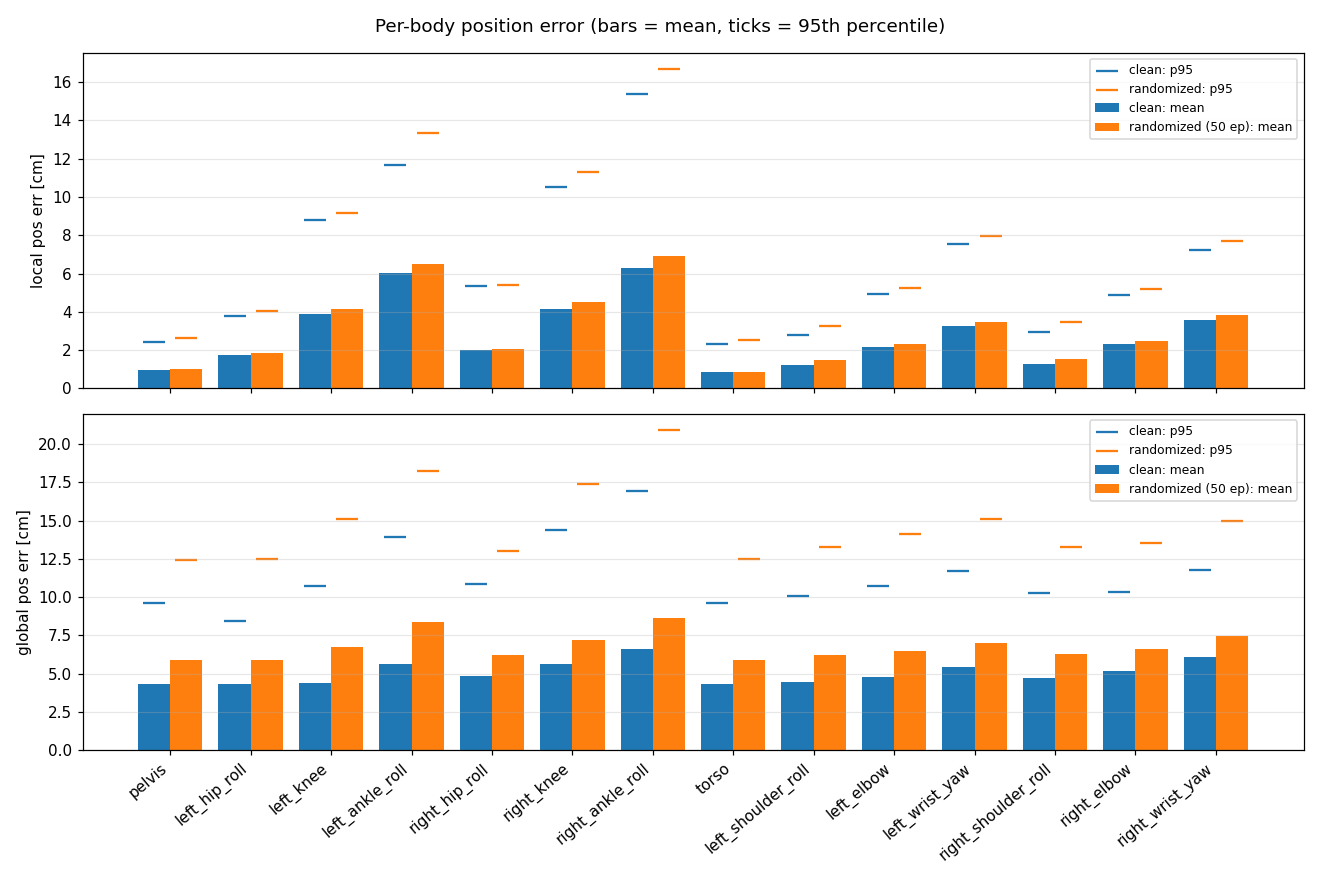 Per-body position error (bars = mean, ticks = 95th percentile)
local pos err [cm]
16
14
12
10
8
6
4
2
0
clean: p95
randomized: p95
clean: mean
randomized (50 ep): mean
global pos err [cm]
20.0
17.5
15.0
12.5
10.0
7.5
5.0
2.5
0.0
clean: p95
randomized: p95
clean: mean
randomized (50 ep): mean
pelvis
left_hip_roll
left_knee
left_ankle_roll
right_hip_roll
right_knee
right_ankle_roll
torso
left_shoulder_roll
left_elbow
left_wrist_yaw
right_shoulder_roll
right_elbow
right_wrist_yaw